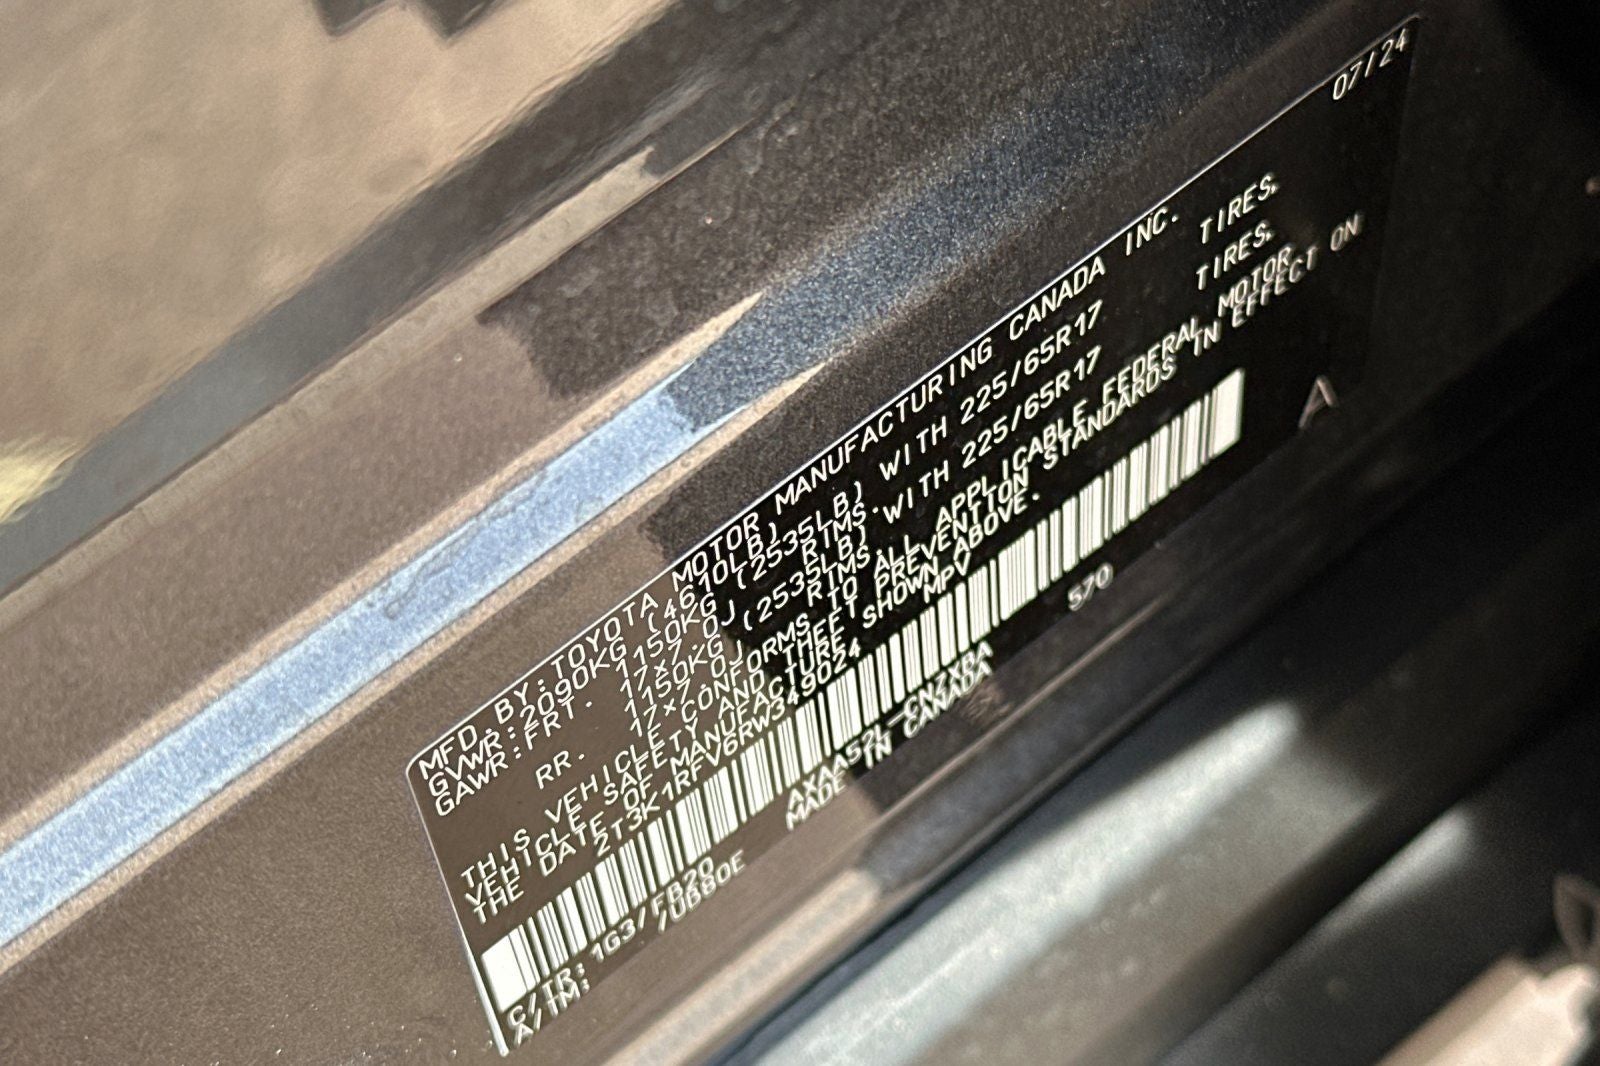 MFD. BY: TOYOTA MOTOR MANUFACTURING CANADA INC. 07/24
GVWR: 2090KG (4610LB)
GAWR: FRT. 1150KG (2535LB) WITH 225/65R17 TIRES,
17x7.0J RIMS.
RR. 1150KG (2535LB) WITH 225/65R17 TIRES,
17x7.0J RIMS.
THIS VEHICLE CONFORMS TO ALL APPLICABLE FEDERAL MOTOR
VEHICLE SAFETY AND THEFT PREVENTION STANDARDS IN EFFECT ON
THE DATE OF MANUFACTURE SHOWN ABOVE.
2T3K1RFV6RW349024 MPV
A
C/TR: 1G3/FB20 AXAA52L-CNZXBA 570
A/TM: /UB80E MADE IN CANADA